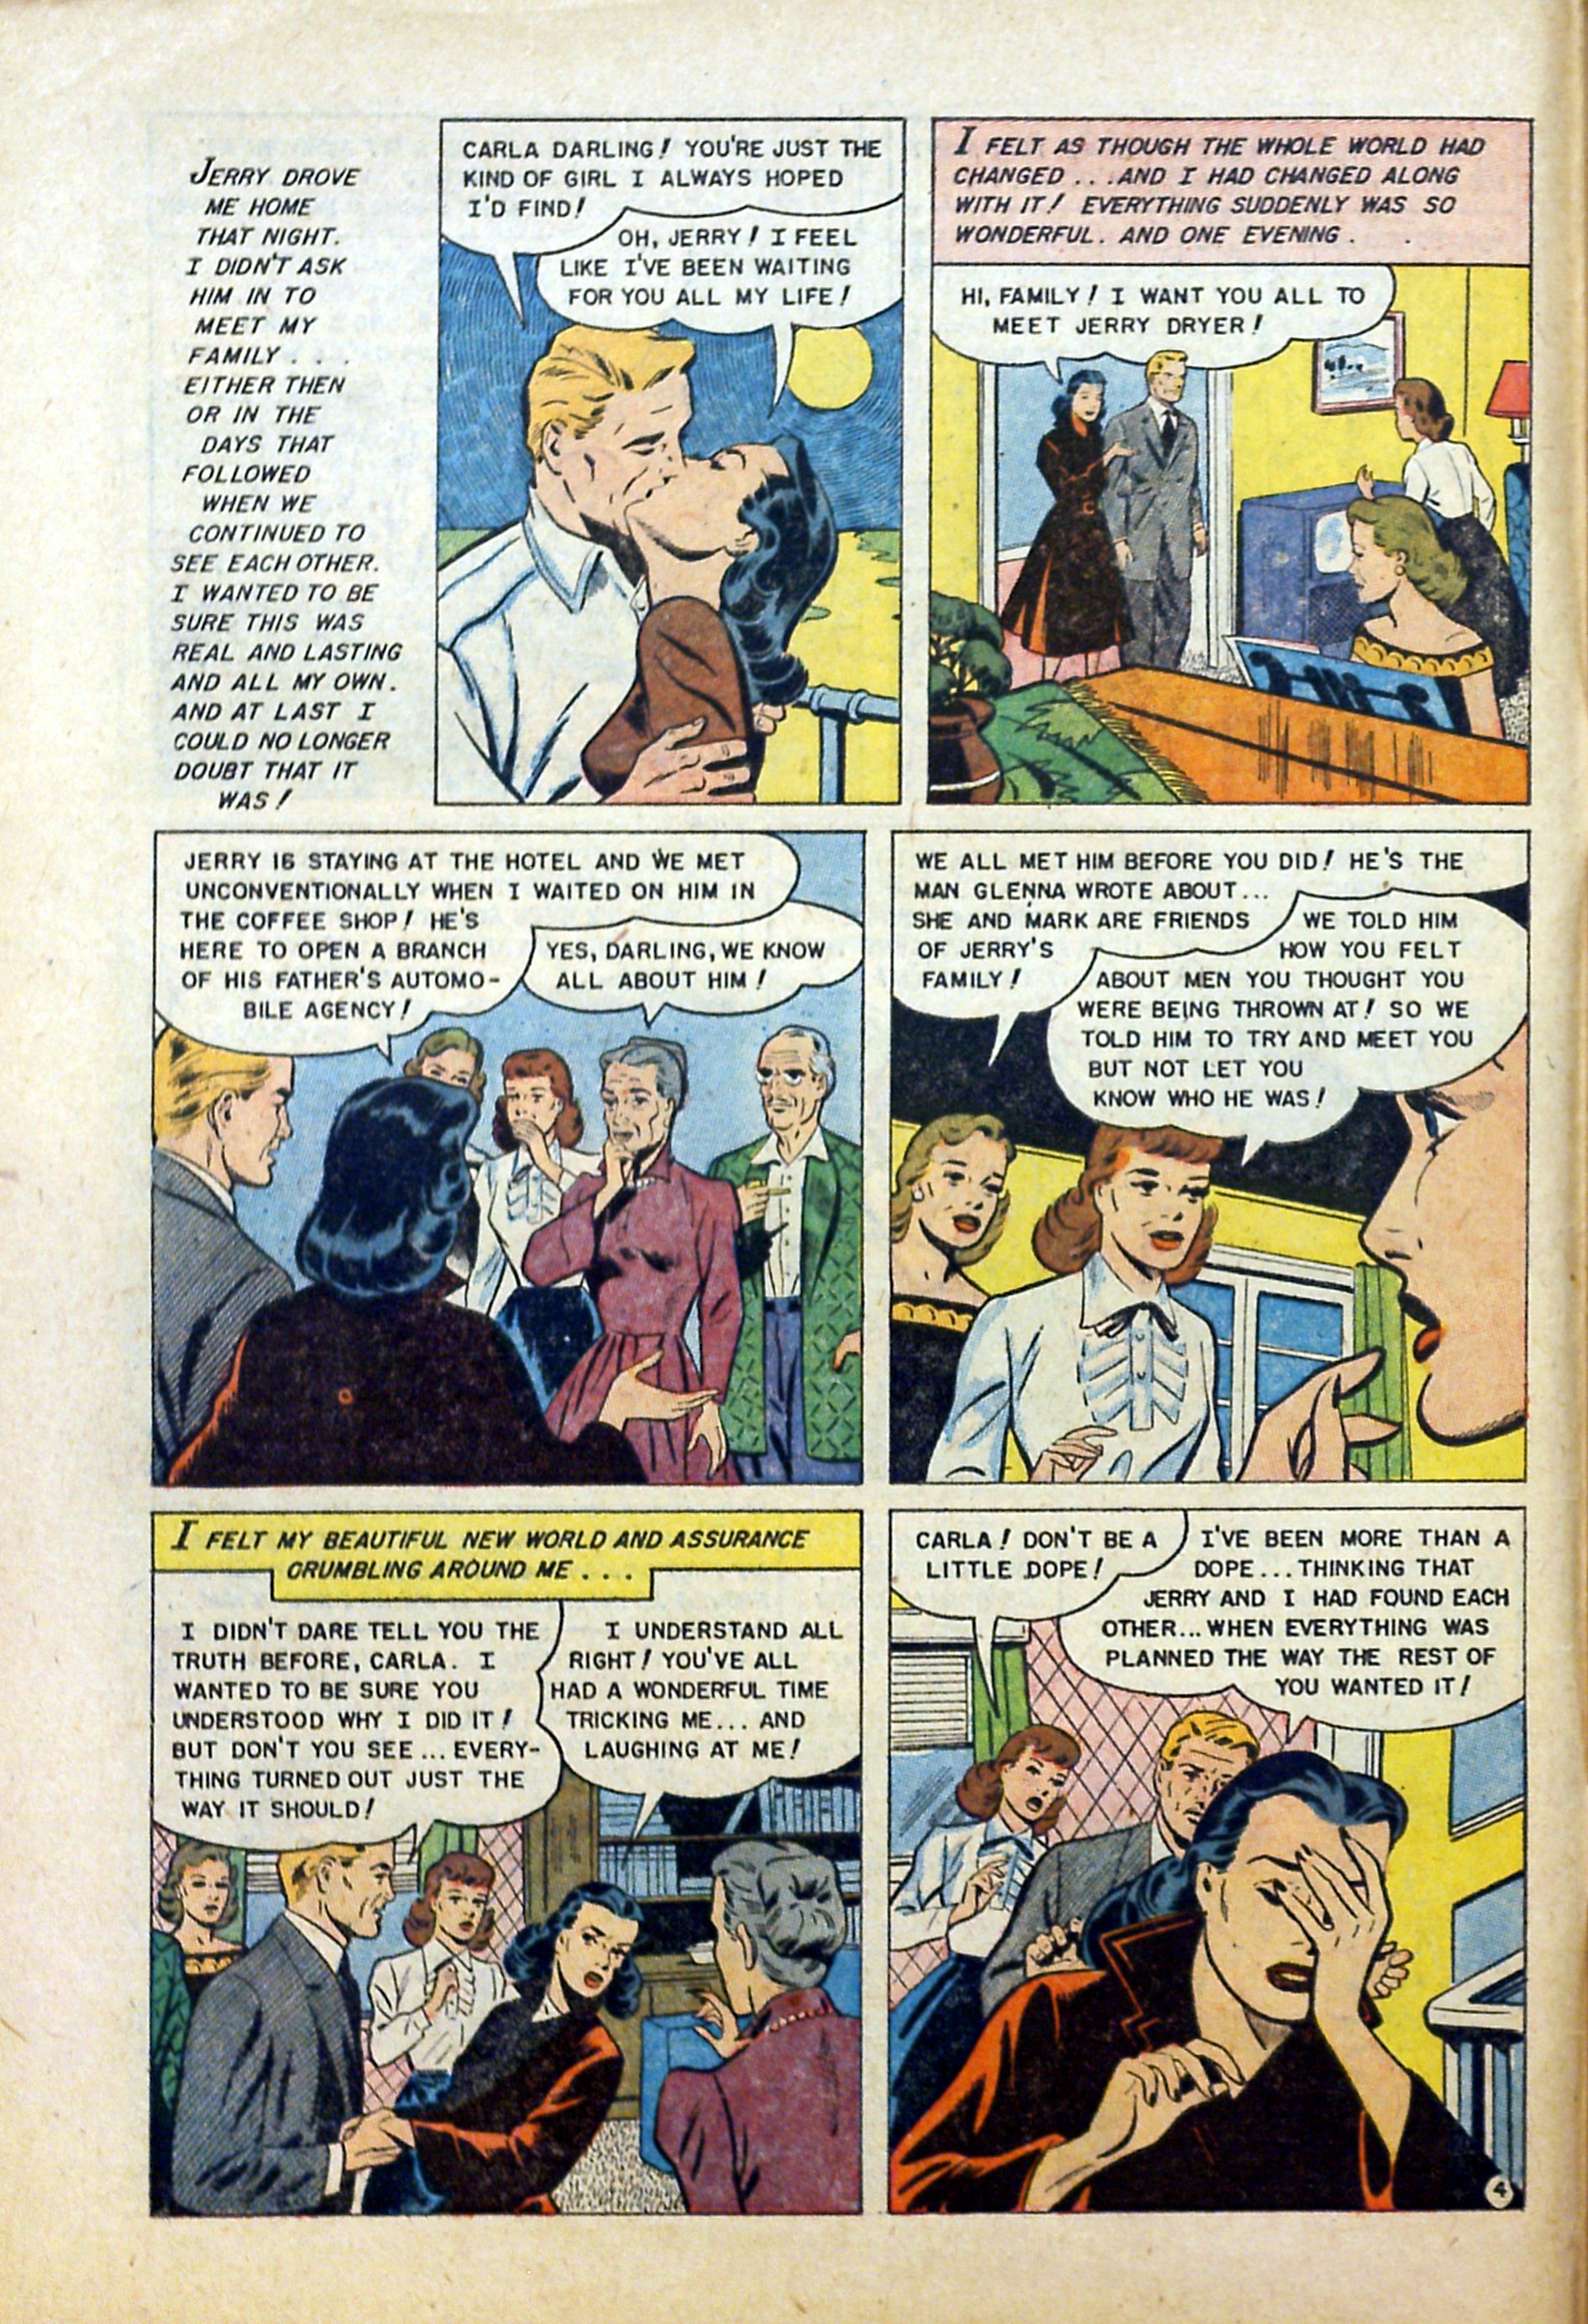 JERRY DROVE
ME HOME
THAT NIGHT.
I DIDN'T ASK
HIM IN TO
MEET MY
FAMILY . . .
EITHER THEN
OR IN THE
DAYS THAT
FOLLOWED
WHEN WE
CONTINUED TO
SEE EACH OTHER.
I WANTED TO BE
SURE THIS WAS
REAL AND LASTING
AND ALL MY OWN.
AND AT LAST I
COULD NO LONGER
DOUBT THAT IT
WAS!
CARLA DARLING! YOU'RE JUST THE
KIND OF GIRL I ALWAYS HOPED
I'D FIND!
OH, JERRY! I FEEL
LIKE I'VE BEEN WAITING
FOR YOU ALL MY LIFE!
I FELT AS THOUGH THE WHOLE WORLD HAD
CHANGED . . . AND I HAD CHANGED ALONG
WITH IT! EVERYTHING SUDDENLY WAS SO
WONDERFUL. AND ONE EVENING . .
HI, FAMILY! I WANT YOU ALL TO
MEET JERRY DRYER!
JERRY IS STAYING AT THE HOTEL AND WE MET
UNCONVENTIONALLY WHEN I WAITED ON HIM IN
THE COFFEE SHOP! HE'S
HERE TO OPEN A BRANCH
OF HIS FATHER'S AUTOMO-
BILE AGENCY!
YES, DARLING, WE KNOW
ALL ABOUT HIM!
WE ALL MET HIM BEFORE YOU DID! HE'S THE
MAN GLENNA WROTE ABOUT...
SHE AND MARK ARE FRIENDS
OF JERRY'S
FAMILY!
WE TOLD HIM
HOW YOU FELT
ABOUT MEN YOU THOUGHT YOU
WERE BEING THROWN AT! SO WE
TOLD HIM TO TRY AND MEET YOU
BUT NOT LET YOU
KNOW WHO HE WAS!
I FELT MY BEAUTIFUL NEW WORLD AND ASSURANCE
CRUMBLING AROUND ME . . .
I DIDN'T DARE TELL YOU THE
TRUTH BEFORE, CARLA. I
WANTED TO BE SURE YOU
UNDERSTOOD WHY I DID IT!
BUT DON'T YOU SEE ... EVERY-
THING TURNED OUT JUST THE
WAY IT SHOULD!
I UNDERSTAND ALL
RIGHT! YOU'VE ALL
HAD A WONDERFUL TIME
TRICKING ME... AND
LAUGHING AT ME!
CARLA! DON'T BE A
LITTLE DOPE!
I'VE BEEN MORE THAN A
DOPE... THINKING THAT
JERRY AND I HAD FOUND EACH
OTHER... WHEN EVERYTHING WAS
PLANNED THE WAY THE REST OF
YOU WANTED IT!
4